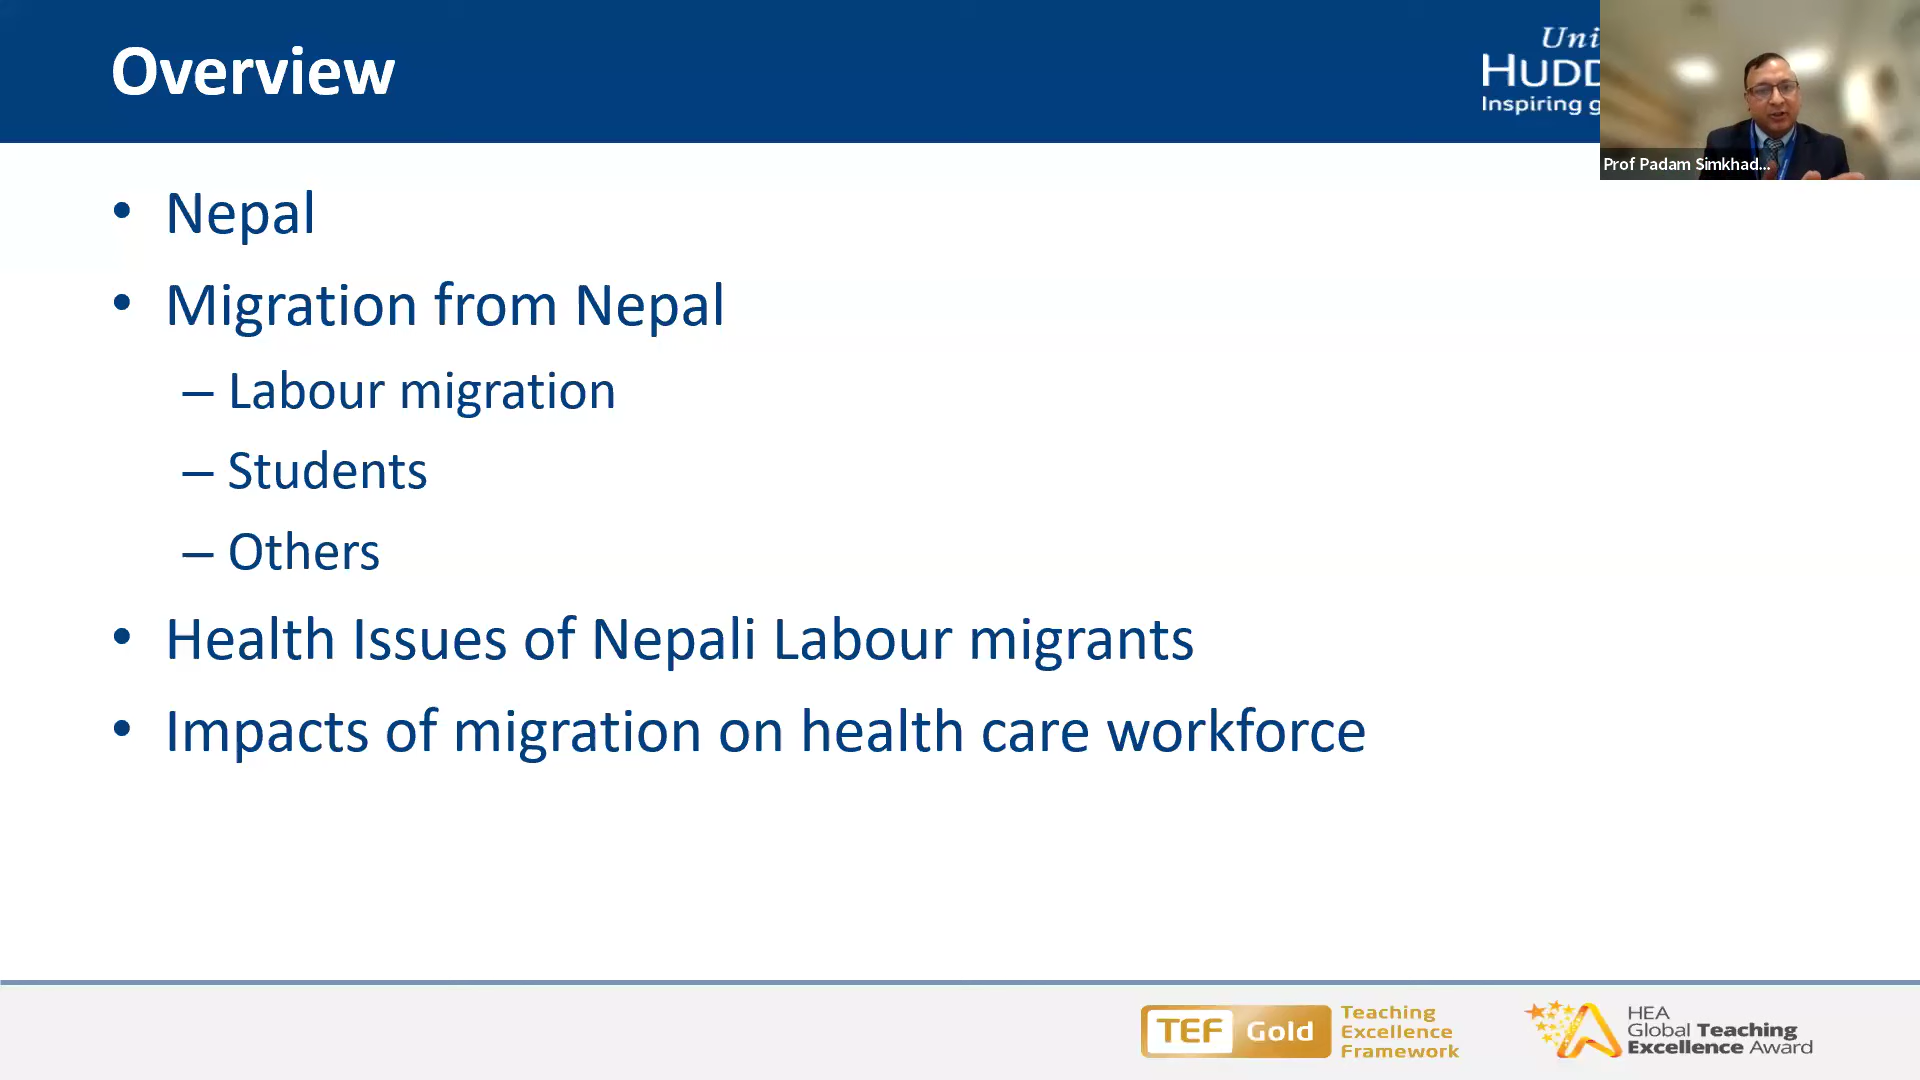 Overview
Uni
HUDD
Inspiring g
Prof Padam Simkhad...
• Nepal
• Migration from Nepal
– Labour migration
– Students
– Others
• Health Issues of Nepali Labour migrants
• Impacts of migration on health care workforce
TEF Gold
Teaching
Excellence
Framework
HEA
Global Teaching
Excellence Award